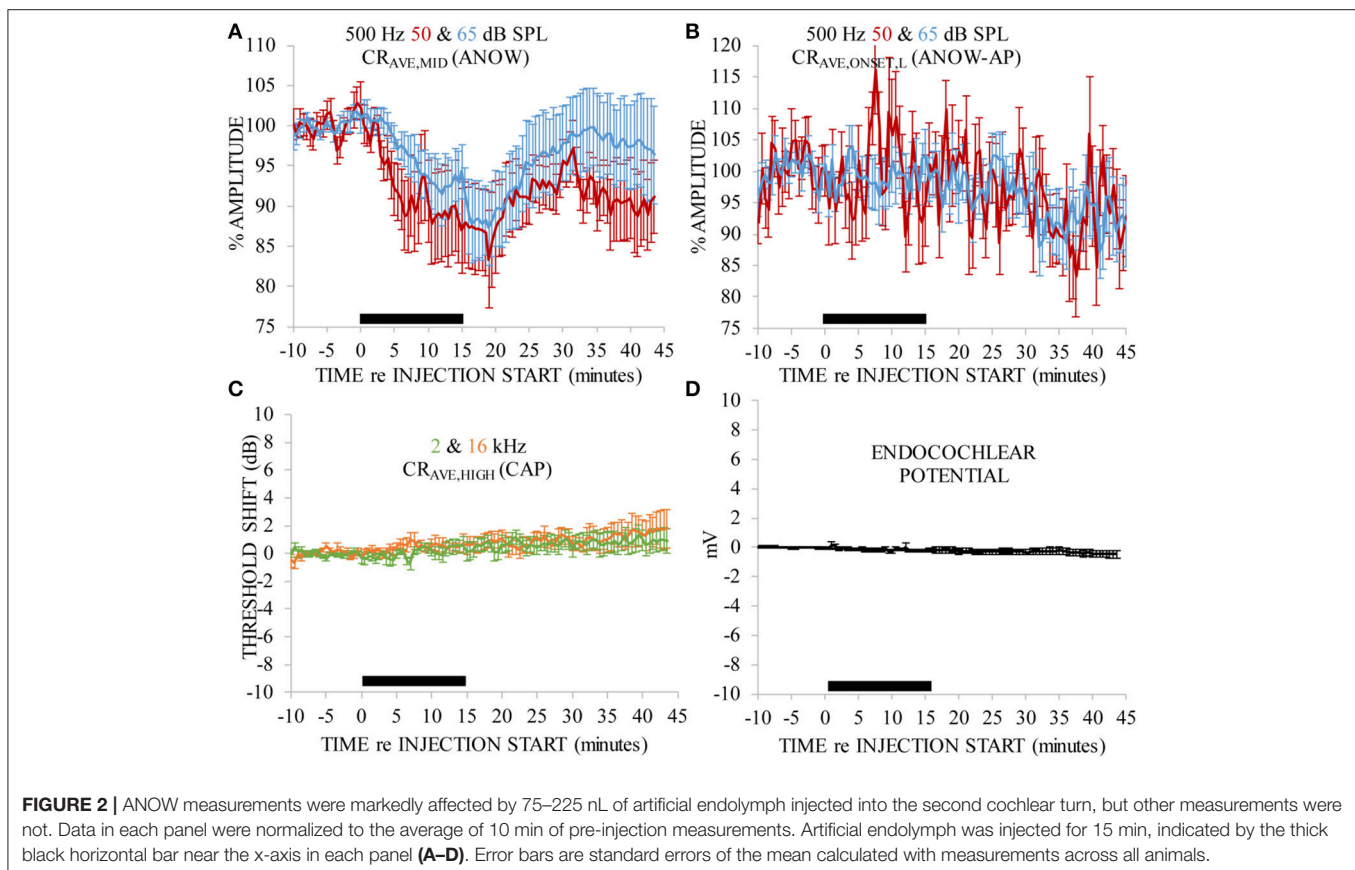 A
500 Hz 50 & 65 dB SPL
CRAVE,MID (ANOW)
110
105
100
95
90
85
80
75
% AMPLITUDE
-10 -5 0 5 10 15 20 25 30 35 40 45
TIME re INJECTION START (minutes)
B
500 Hz 50 & 65 dB SPL
CRAVE,ONSET,L (ANOW-AP)
120
115
110
105
100
95
90
85
80
75
% AMPLITUDE
-10 -5 0 5 10 15 20 25 30 35 40 45
TIME re INJECTION START (minutes)
C
2 & 16 kHz
CRAVE,HIGH (CAP)
10
8
6
4
2
0
-2
-4
-6
-8
-10
THRESHOLD SHIFT (dB)
-10 -5 0 5 10 15 20 25 30 35 40 45
TIME re INJECTION START (minutes)
D
ENDOCOCHLEAR
POTENTIAL
10
8
6
4
2
0
-2
-4
-6
-8
-10
mV
-10 -5 0 5 10 15 20 25 30 35 40 45
TIME re INJECTION START (minutes)
FIGURE 2 | ANOW measurements were markedly affected by 75–225 nL of artificial endolymph injected into the second cochlear turn, but other measurements were
not. Data in each panel were normalized to the average of 10 min of pre-injection measurements. Artificial endolymph was injected for 15 min, indicated by the thick
black horizontal bar near the x-axis in each panel (A–D). Error bars are standard errors of the mean calculated with measurements across all animals.